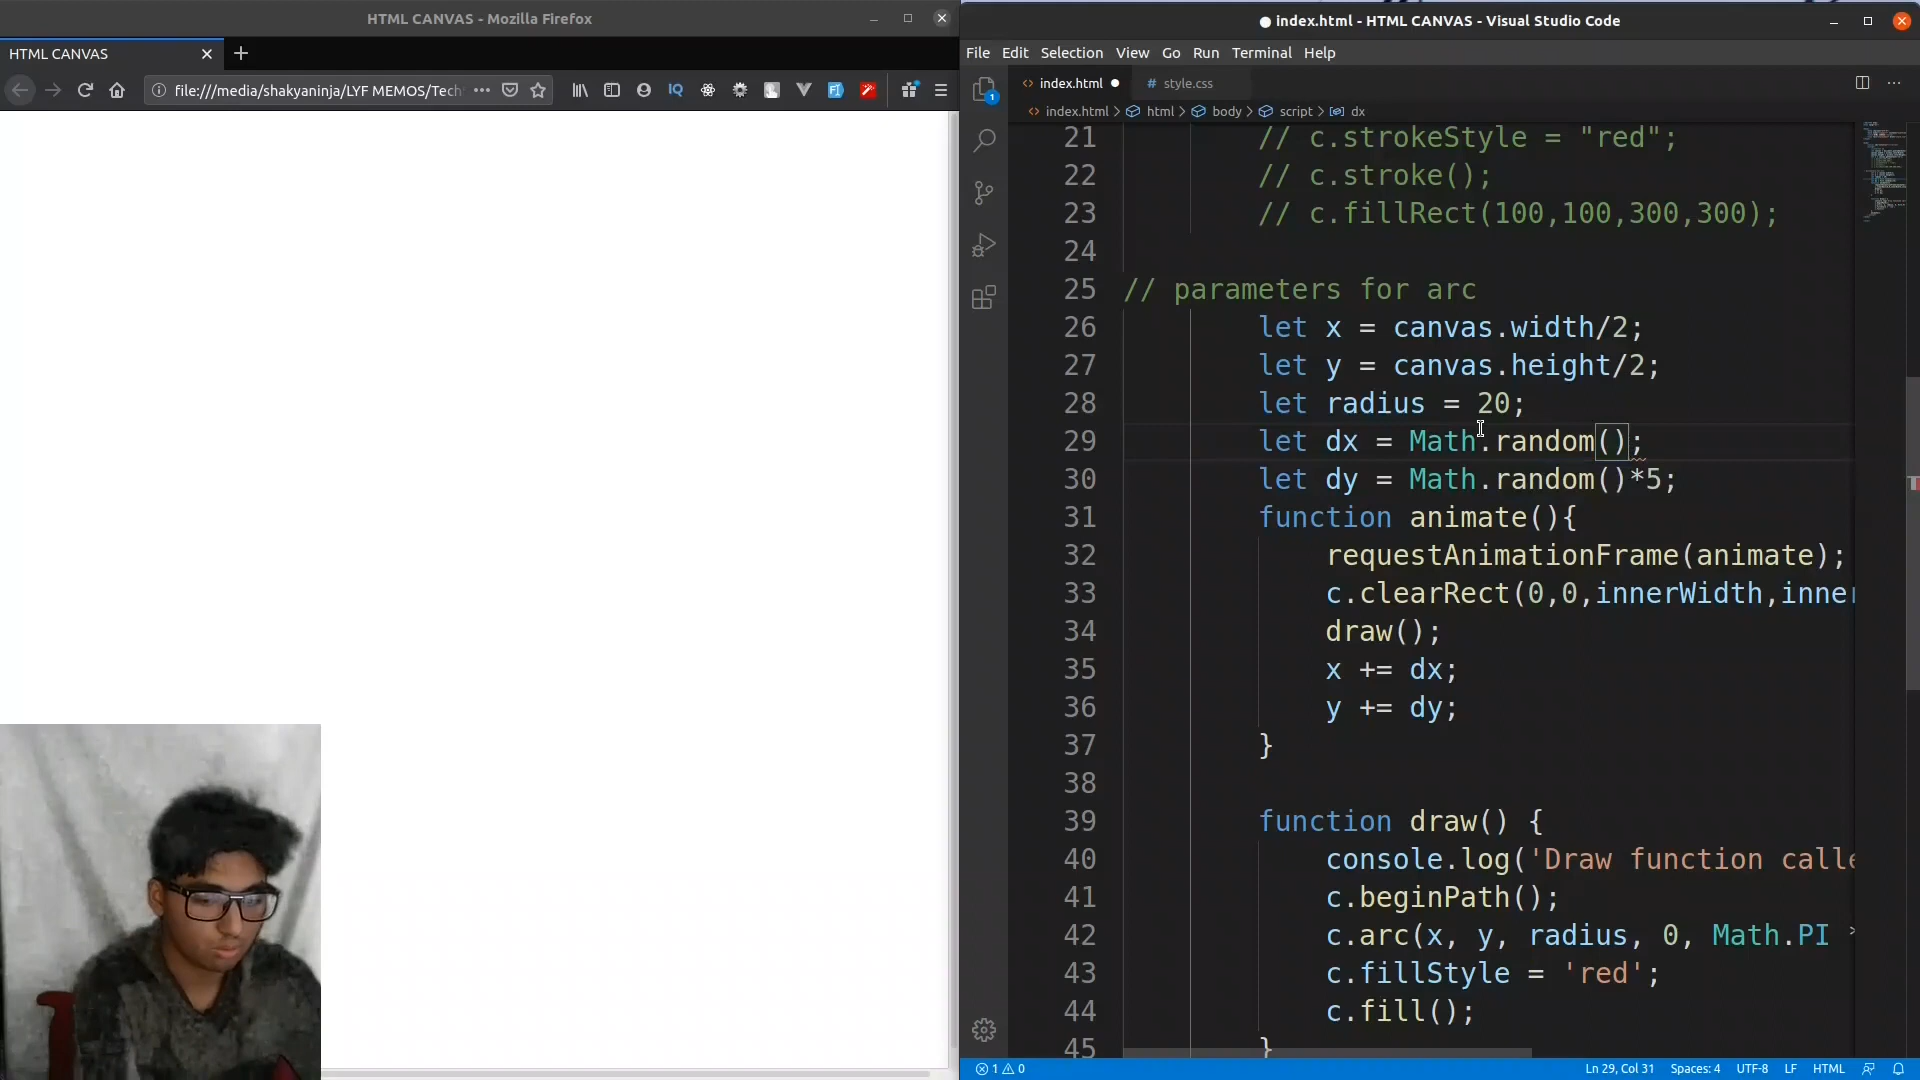 HTML CANVAS - Mozilla Firefox
HTML CANVAS
file:///media/shakyaninja/LYF MEMOS/Tech
index.html - HTML CANVAS - Visual Studio Code
File Edit Selection View Go Run Terminal Help
index.html
style.css
index.html > html > body > script > dx
21 // c.strokeStyle = "red";
22 // c.stroke();
23 // c.fillRect(100,100,300,300);
24
25 // parameters for arc
26 let x = canvas.width/2;
27 let y = canvas.height/2;
28 let radius = 20;
29 let dx = Math.random();
30 let dy = Math.random()*5;
31 function animate(){
32 requestAnimationFrame(animate);
33 c.clearRect(0,0,innerWidth,inner
34 draw();
35 x += dx;
36 y += dy;
37 }
38
39 function draw() {
40 console.log('Draw function calle
41 c.beginPath();
42 c.arc(x, y, radius, 0, Math.PI *
43 c.fillStyle = 'red';
44 c.fill();
45 }
1 0 Ln 29, Col 31 Spaces: 4 UTF-8 LF HTML